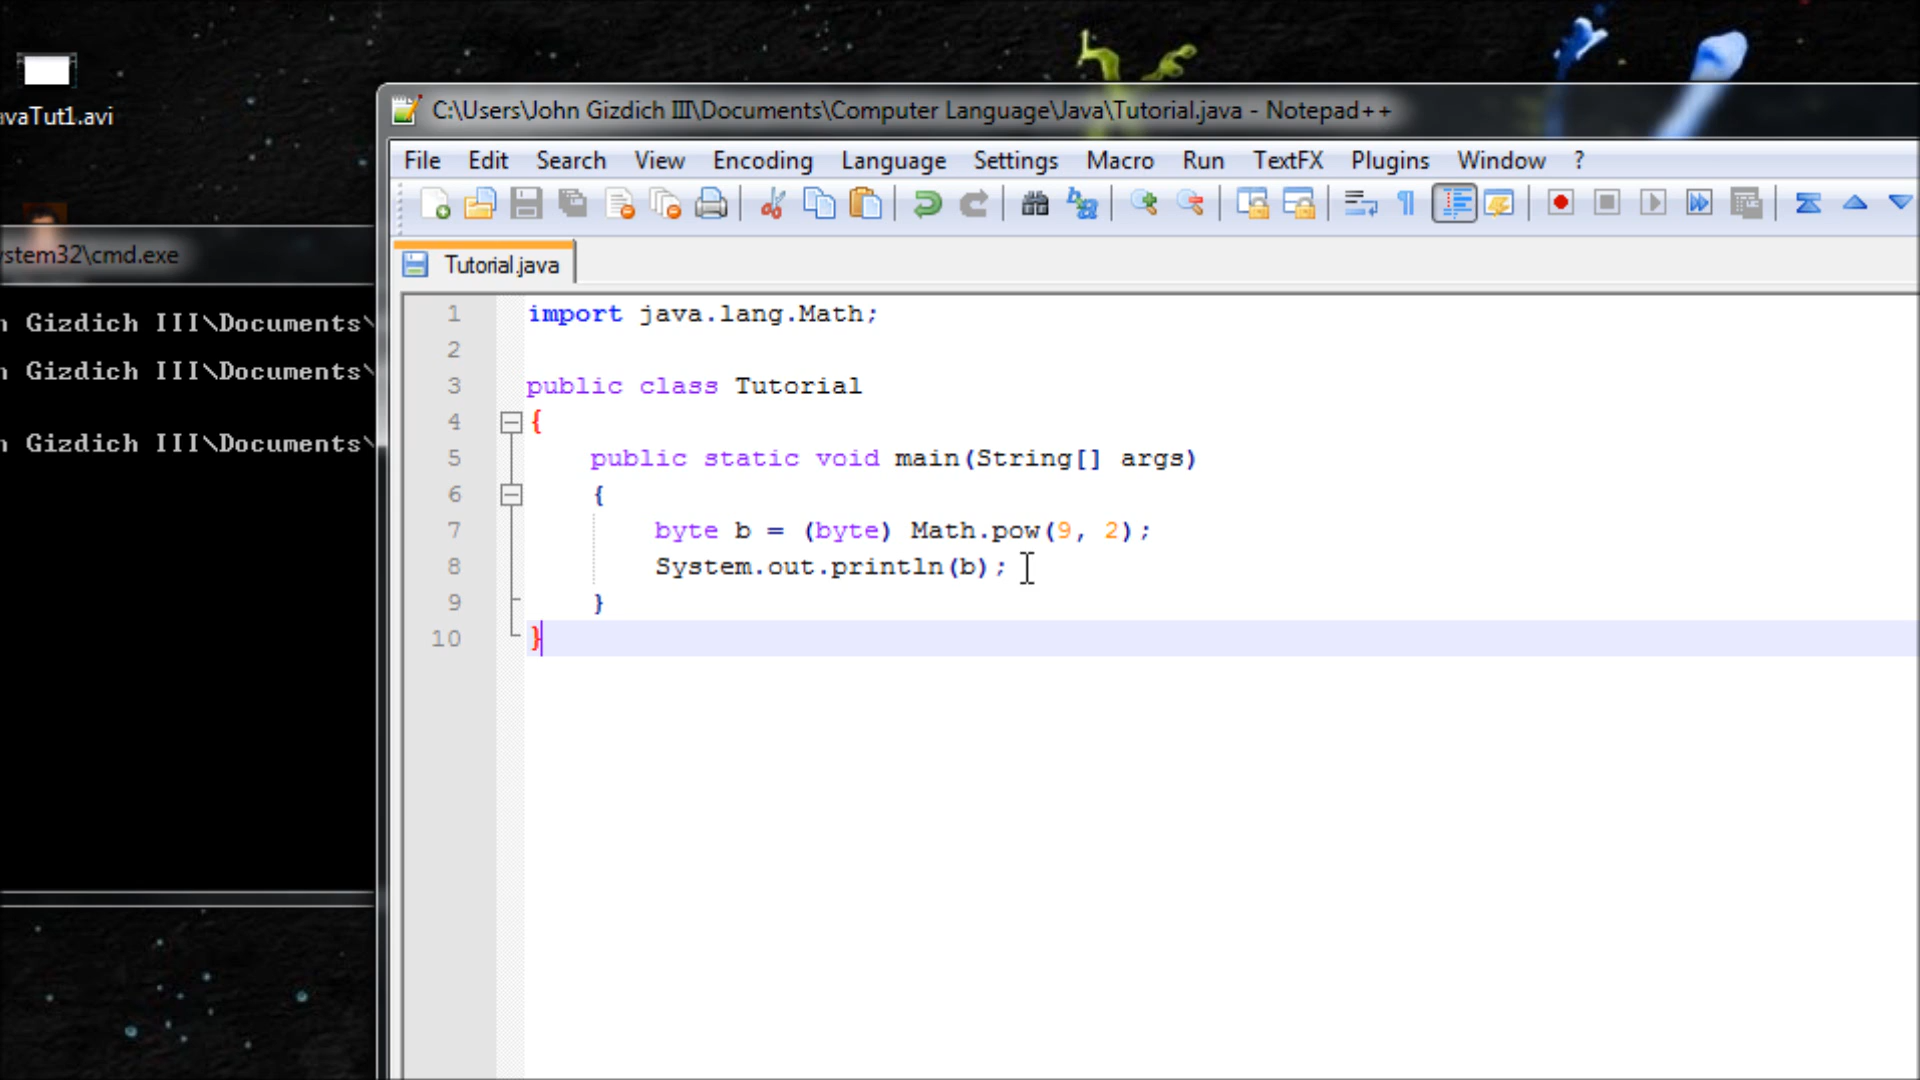 vaTut1.avi
C:\Users\John Gizdich III\Documents\Computer Language\Java\Tutorial.java - Notepad++
File Edit Search View Encoding Language Settings Macro Run TextFX Plugins Window ?
stem32\cmd.exe
Tutorial.java
Gizdich III\Documents\
Gizdich III\Documents\
Gizdich III\Documents\
1 import java.lang.Math;
2
3 public class Tutorial
4 {
5 public static void main(String[] args)
6 {
7 byte b = (byte) Math.pow(9, 2);
8 System.out.println(b);
9 }
10 }